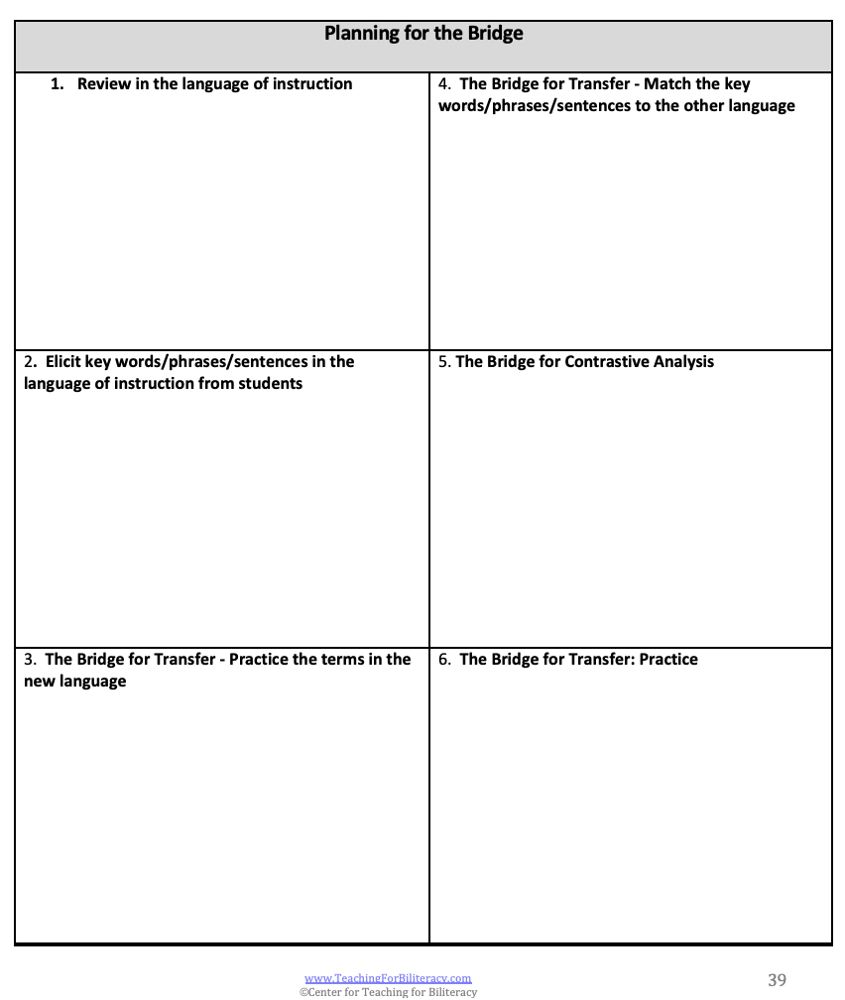 Planning for the Bridge
1. Review in the language of instruction
4. The Bridge for Transfer - Match the key
words/phrases/sentences to the other language
2. Elicit key words/phrases/sentences in the
language of instruction from students
5. The Bridge for Contrastive Analysis
3. The Bridge for Transfer - Practice the terms in the
new language
6. The Bridge for Transfer: Practice
www.TeachingForBiliteracy.com
©Center for Teaching for Biliteracy
39